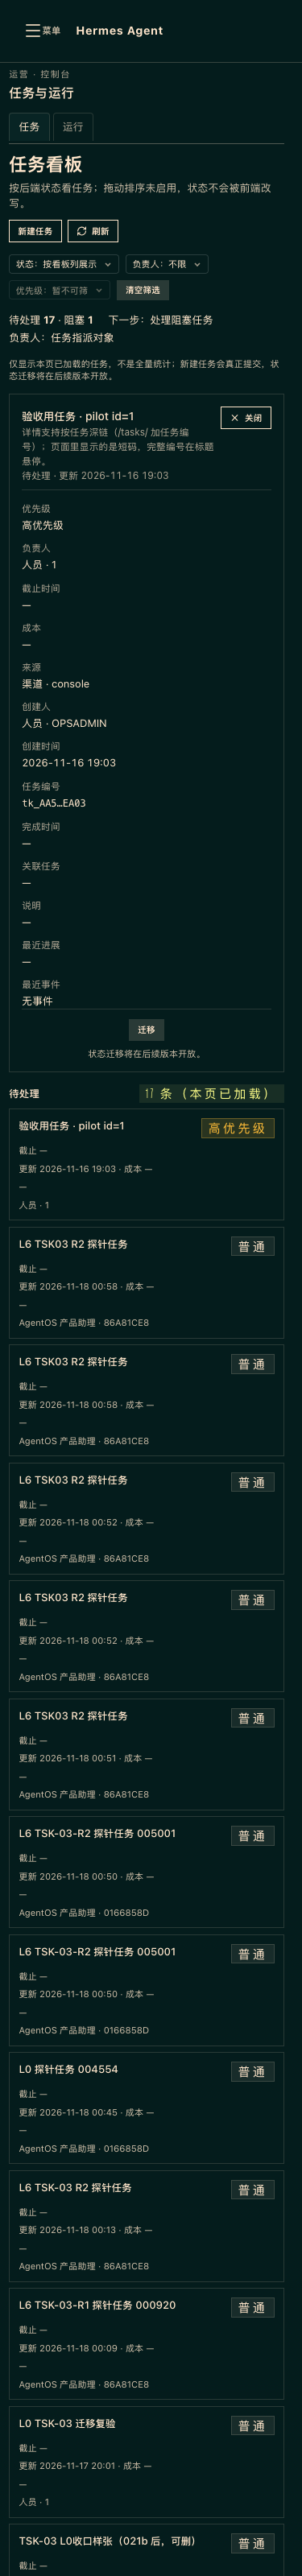 菜单 Hermes Agent
运营 · 控制台
任务与运行
任务 运行
任务看板
按后端状态看任务；拖动排序未启用，状态不会被前端改
写。
新建任务 刷新
状态：按看板列展示 负责人：不限
优先级：暂不可筛 清空筛选
待处理 17 · 阻塞 1 下一步：处理阻塞任务
负责人：任务指派对象
仅显示本页已加载的任务，不是全量统计；新建任务会真正提交，状
态迁移将在后续版本开放。
验收用任务 · pilot id=1 关闭
详情支持按任务深链（/tasks/ 加任务编
号）；页面里显示的是短码，完整编号在标题
悬停。
待处理 · 更新 2026-11-16 19:03
优先级
高优先级
负责人
人员 · 1
截止时间
—
成本
—
来源
渠道 · console
创建人
人员 · OPSADMIN
创建时间
2026-11-16 19:03
任务编号
tk_AA5…EA03
完成时间
—
关联任务
—
说明
—
最近进展
—
最近事件
无事件
迁移
状态迁移将在后续版本开放。
待处理 17 条（本页已加载）
验收用任务 · pilot id=1 高优先级
截止 —
更新 2026-11-16 19:03 · 成本 —
—
人员 · 1
L6 TSK03 R2 探针任务 普通
截止 —
更新 2026-11-18 00:58 · 成本 —
—
AgentOS 产品助理 · 86A81CE8
L6 TSK03 R2 探针任务 普通
截止 —
更新 2026-11-18 00:58 · 成本 —
—
AgentOS 产品助理 · 86A81CE8
L6 TSK03 R2 探针任务 普通
截止 —
更新 2026-11-18 00:52 · 成本 —
—
AgentOS 产品助理 · 86A81CE8
L6 TSK03 R2 探针任务 普通
截止 —
更新 2026-11-18 00:52 · 成本 —
—
AgentOS 产品助理 · 86A81CE8
L6 TSK03 R2 探针任务 普通
截止 —
更新 2026-11-18 00:51 · 成本 —
—
AgentOS 产品助理 · 86A81CE8
L6 TSK-03-R2 探针任务 005001 普通
截止 —
更新 2026-11-18 00:50 · 成本 —
—
AgentOS 产品助理 · 0166858D
L6 TSK-03-R2 探针任务 005001 普通
截止 —
更新 2026-11-18 00:50 · 成本 —
—
AgentOS 产品助理 · 0166858D
L0 探针任务 004554 普通
截止 —
更新 2026-11-18 00:45 · 成本 —
—
AgentOS 产品助理 · 0166858D
L6 TSK-03 R2 探针任务 普通
截止 —
更新 2026-11-18 00:13 · 成本 —
—
AgentOS 产品助理 · 86A81CE8
L6 TSK-03-R1 探针任务 000920 普通
截止 —
更新 2026-11-18 00:09 · 成本 —
—
AgentOS 产品助理 · 86A81CE8
L0 TSK-03 迁移复验 普通
截止 —
更新 2026-11-17 20:01 · 成本 —
—
人员 · 1
TSK-03 L0收口样张（021b 后，可删） 普通
截止 —